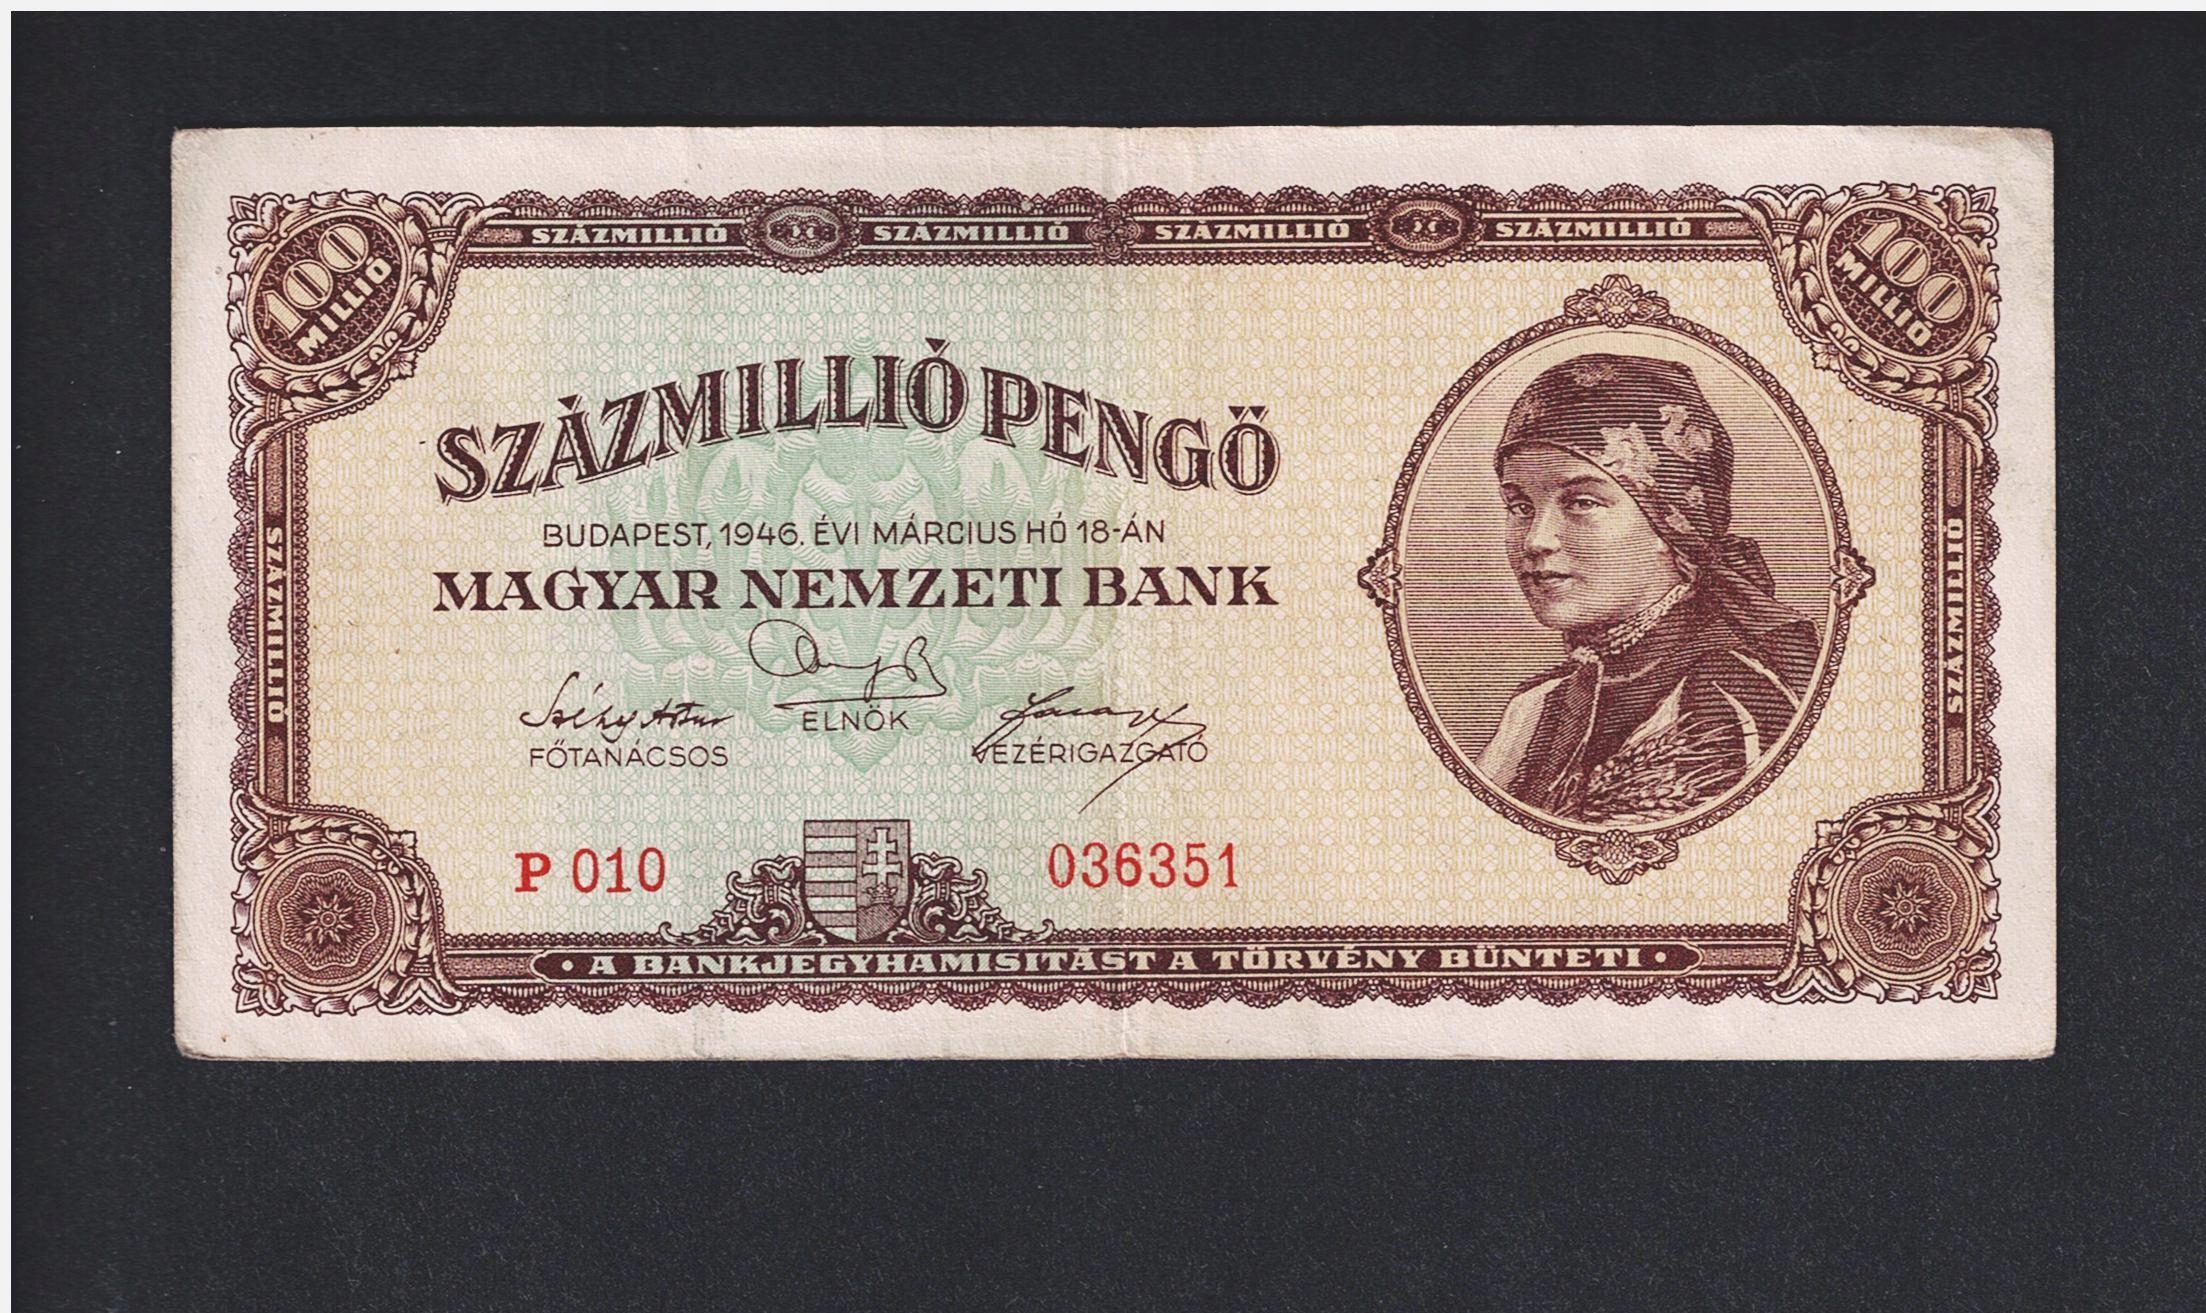 100 MILLIÓ
SZÁZMILLIÓ SZÁZMILLIÓ SZÁZMILLIÓ SZÁZMILLIÓ
100 MILLIÓ
SZÁZMILLIÓ PENGŐ
BUDAPEST, 1946. ÉVI MÁRCIUS HÓ 18-ÁN
MAGYAR NEMZETI BANK
ELNÖK
FŐTANÁCSOS
VEZÉRIGAZGATÓ
SZÁZMILLIÓ
SZÁZMILLIÓ
P 010
036351
• A BANKJEGYHAMISITÁST A TÖRVÉNY BÜNTETI •